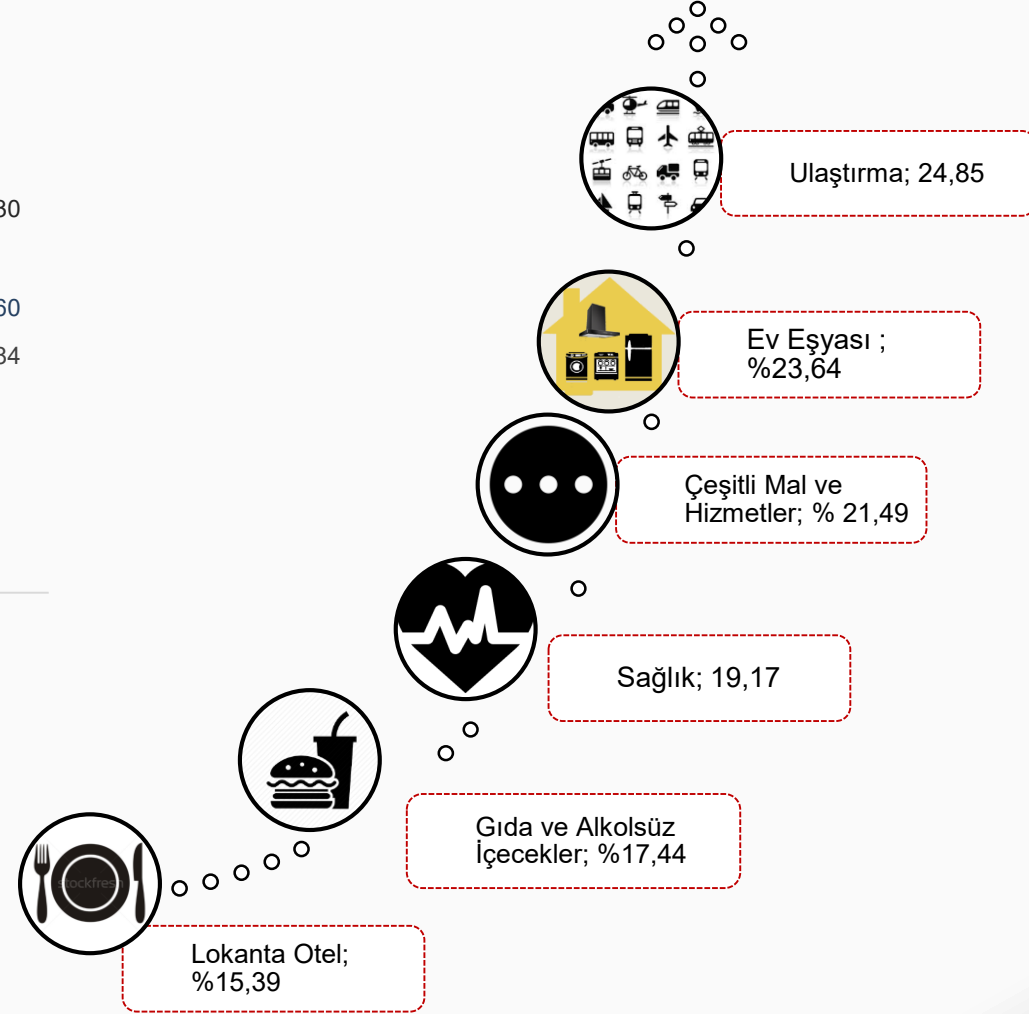 30
Ulaştırma; 24,85
60
Ev Eşyası ;
%23,64
34
Çeşitli Mal ve
Hizmetler; % 21,49
Sağlık; 19,17
Gıda ve Alkolsüz
İçecekler; %17,44
stockfresh
Lokanta Otel;
%15,39